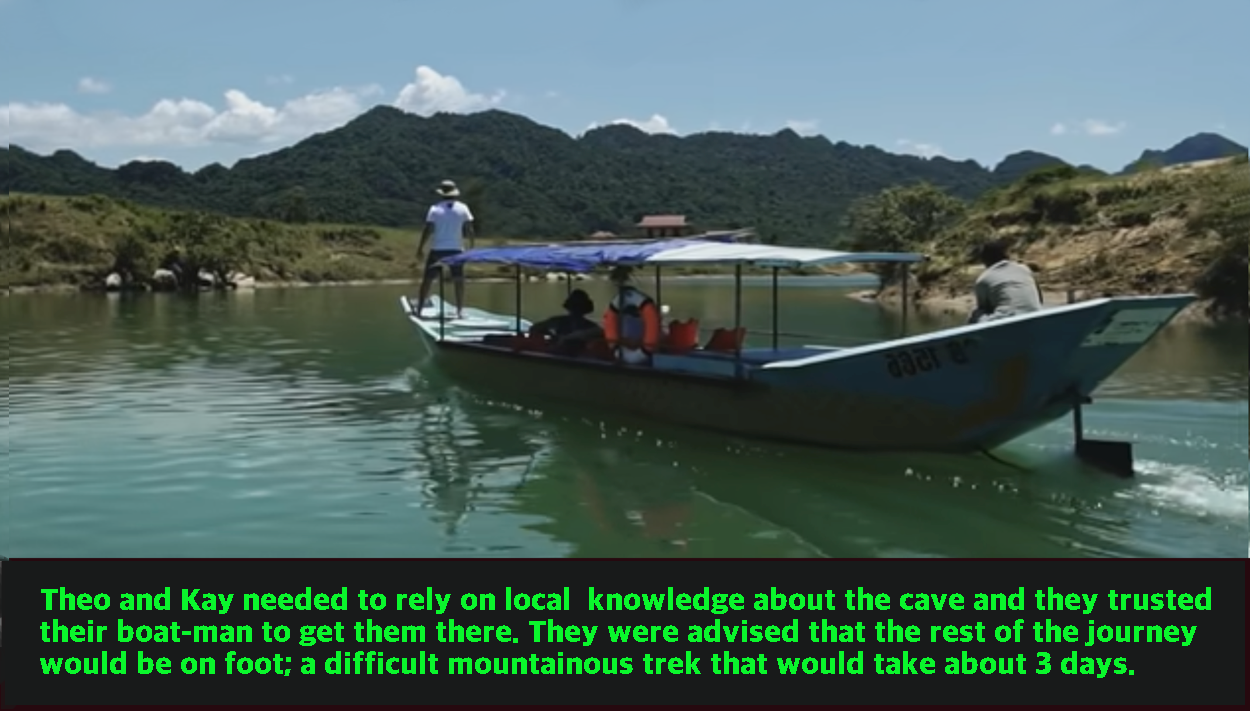 Theo and Kay needed to rely on local  knowledge about the cave and they trusted
their boat-man to get them there. They were advised that the rest of the journey
would be on foot; a difficult mountainous trek that would take about 3 days.